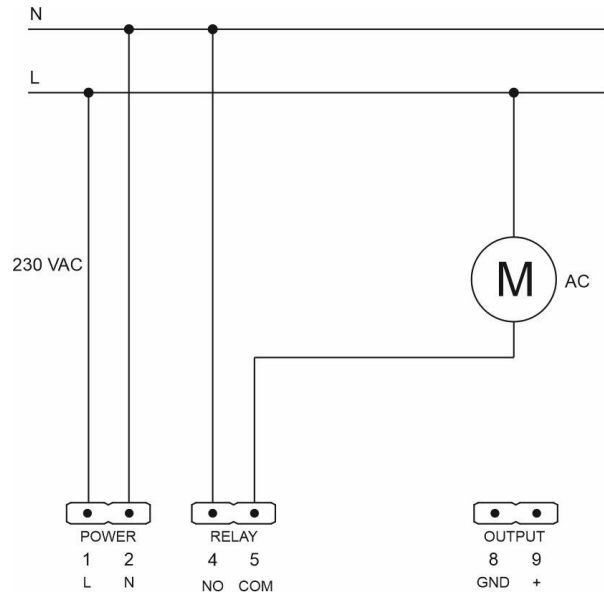 N
L
230 VAC
M
AC
POWER
RELAY
OUTPUT
1 2 4 5 8 9
L N NO COM GND +